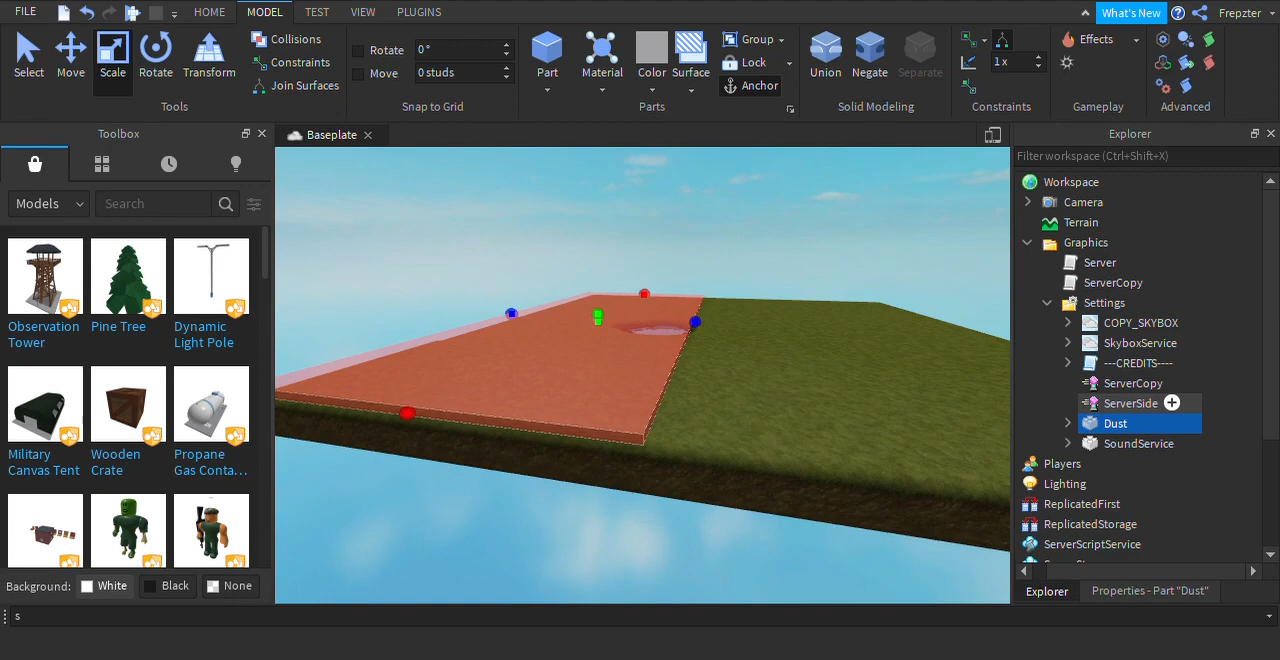 FILE HOME MODEL TEST VIEW PLUGINS What's New Frepzter
Select Move Scale Rotate Transform
Collisions
Constraints
Join Surfaces
Tools
Rotate 0 °
Move 0 studs
Snap to Grid
Part Material Color Surface
Group
Lock
Anchor
Parts
Union Negate Separate
Solid Modeling
1 x
Constraints
Effects
Gameplay
Advanced
Toolbox
Models Search
Observation Tower
Pine Tree
Dynamic Light Pole
Military Canvas Tent
Wooden Crate
Propane Gas Conta...
Background: White Black None
Baseplate
Explorer
Filter workspace (Ctrl+Shift+X)
Workspace
Camera
Terrain
Graphics
Server
ServerCopy
Settings
COPY_SKYBOX
SkyboxService
---CREDITS----
ServerCopy
ServerSide
Dust
SoundService
Players
Lighting
ReplicatedFirst
ReplicatedStorage
ServerScriptService
Explorer Properties - Part "Dust"
s